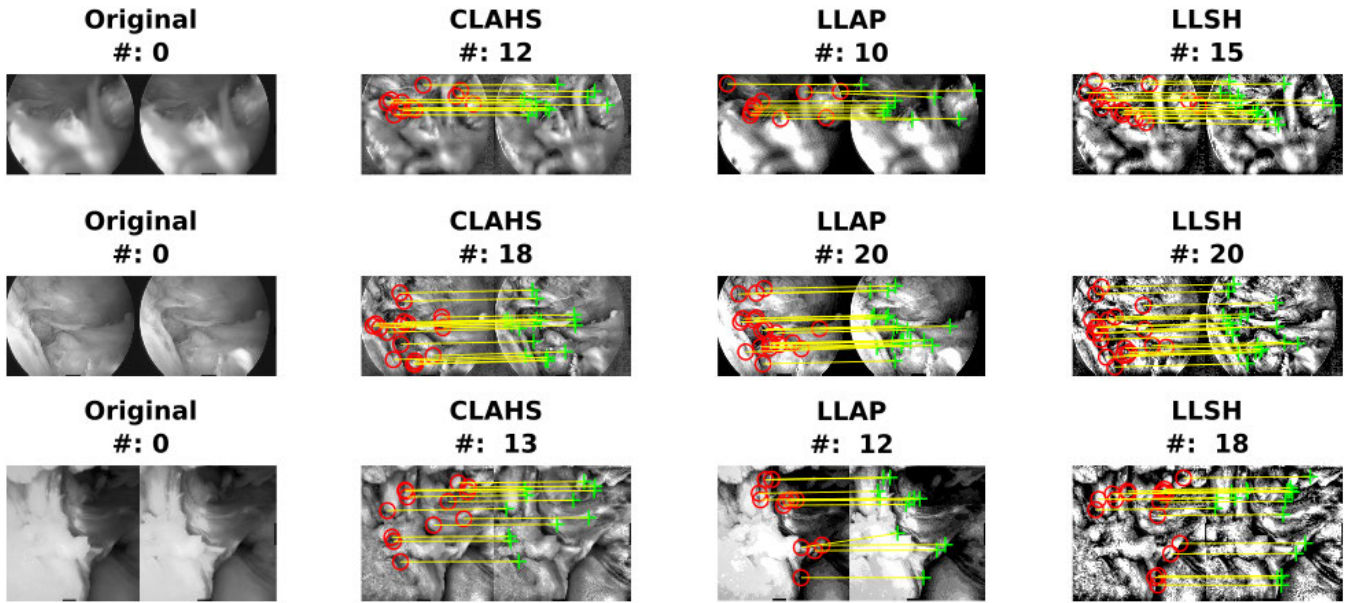 Original CLAHS LLAP LLSH
#: 0 #: 12 #: 10 #: 15
Original CLAHS LLAP LLSH
#: 0 #: 18 #: 20 #: 20
Original CLAHS LLAP LLSH
#: 0 #: 13 #: 12 #: 18